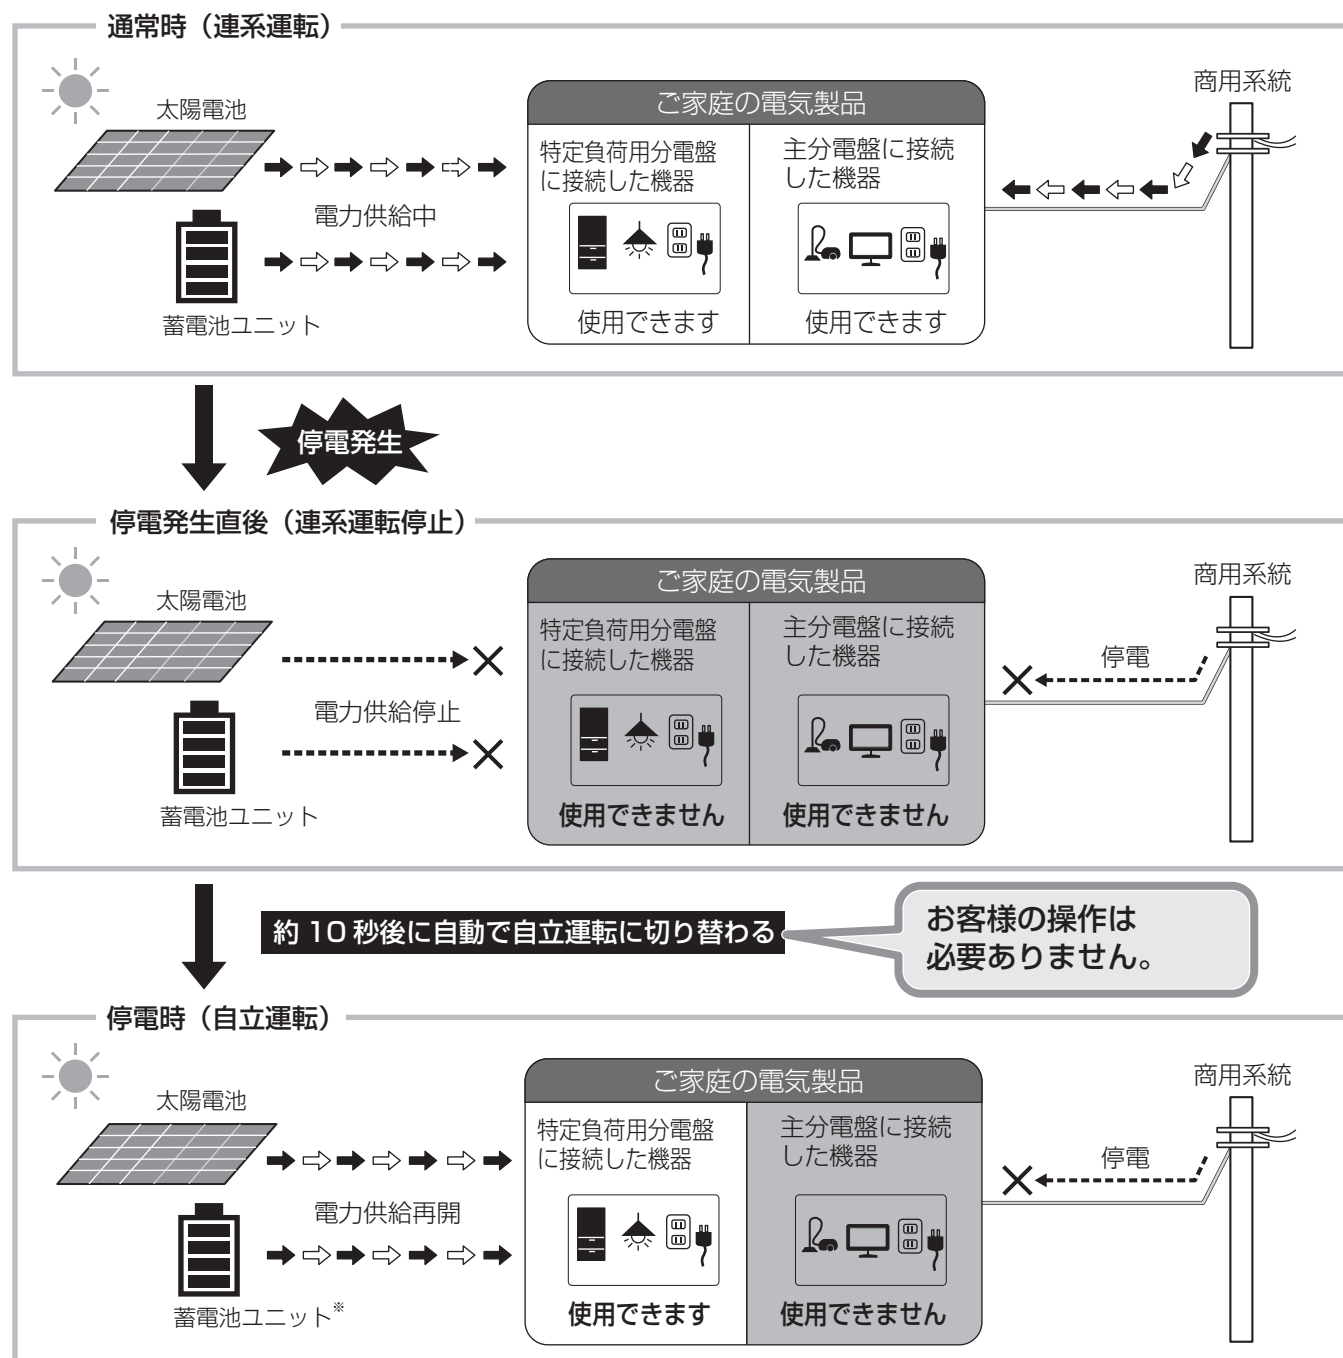 通常時（連系運転）
太陽電池
電力供給中
蓄電池ユニット
ご家庭の電気製品
特定負荷用分電盤
に接続した機器
使用できます
主分電盤に接続
した機器
使用できます
商用系統
停電発生
停電発生直後（連系運転停止）
太陽電池
電力供給停止
蓄電池ユニット
ご家庭の電気製品
特定負荷用分電盤
に接続した機器
使用できません
主分電盤に接続
した機器
使用できません
停電
商用系統
約 10 秒後に自動で自立運転に切り替わる。
お客様の操作は
必要ありません。
停電時（自立運転）
太陽電池
電力供給再開
蓄電池ユニット※
ご家庭の電気製品
特定負荷用分電盤
に接続した機器
使用できます
主分電盤に接続
した機器
使用できません
停電
商用系統